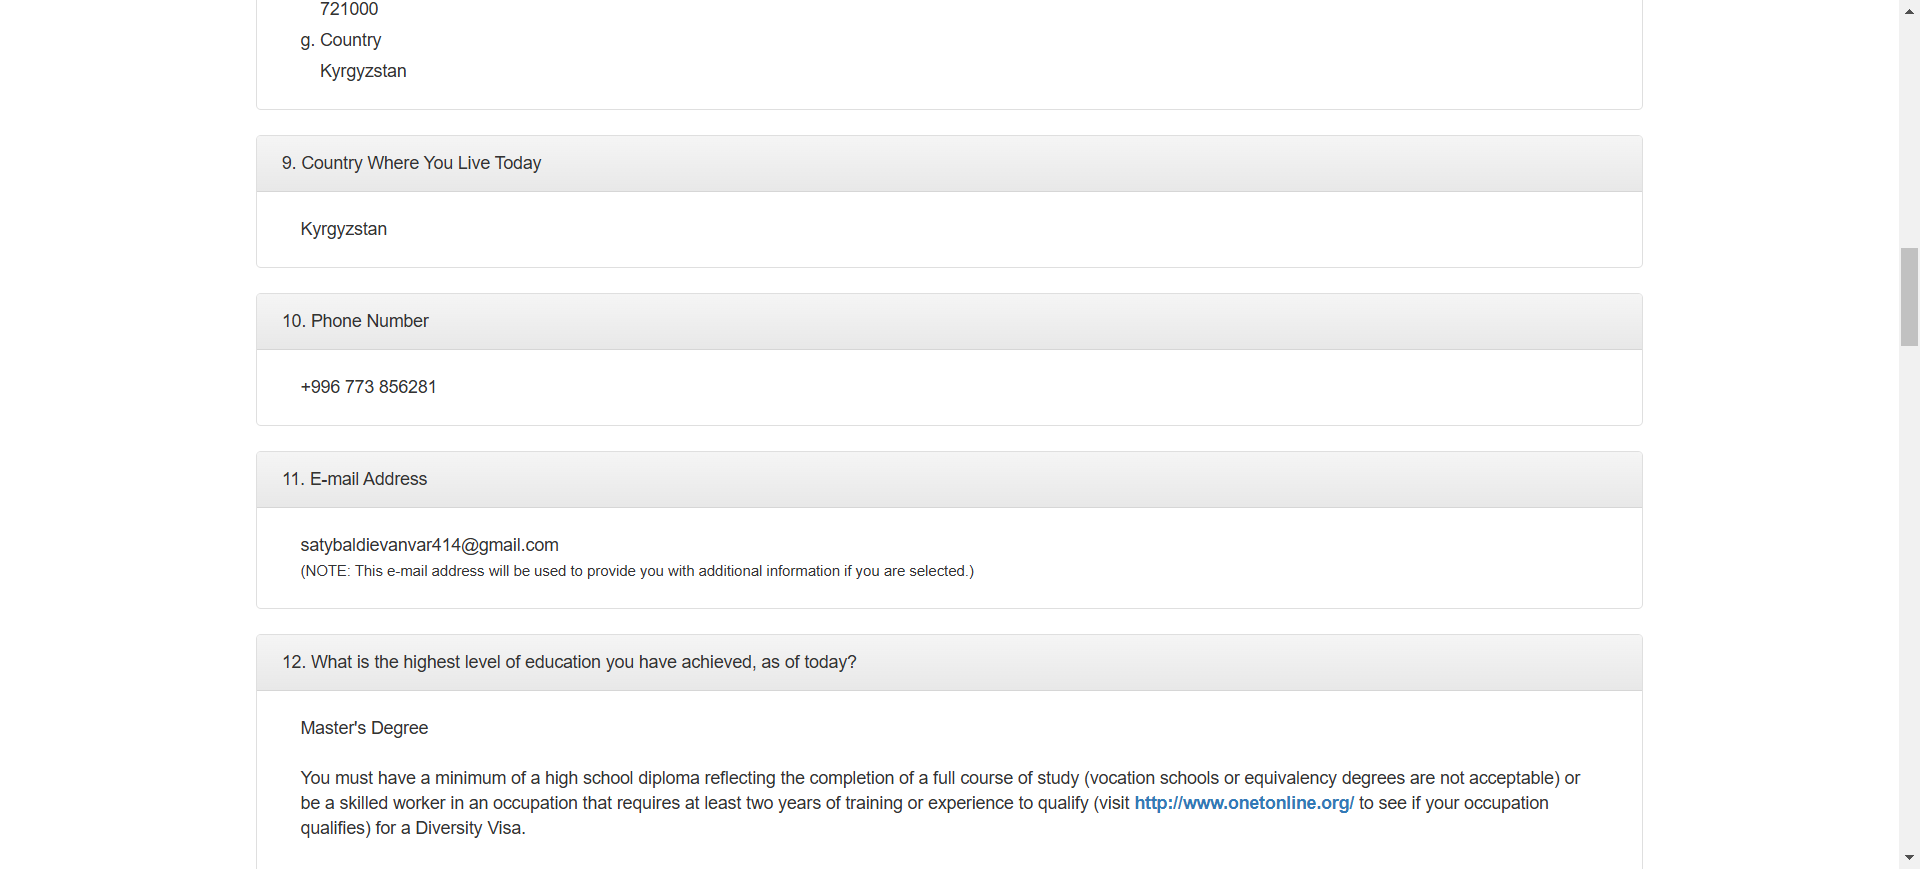 721000
g. Country
Kyrgyzstan
9. Country Where You Live Today
Kyrgyzstan
10. Phone Number
+996 773 856281
11. E-mail Address
satybaldievanvar414@gmail.com
(NOTE: This e-mail address will be used to provide you with additional information if you are selected.)
12. What is the highest level of education you have achieved, as of today?
Master's Degree
You must have a minimum of a high school diploma reflecting the completion of a full course of study (vocation schools or equivalency degrees are not acceptable) or
be a skilled worker in an occupation that requires at least two years of training or experience to qualify (visit http://www.onetonline.org/ to see if your occupation
qualifies) for a Diversity Visa.